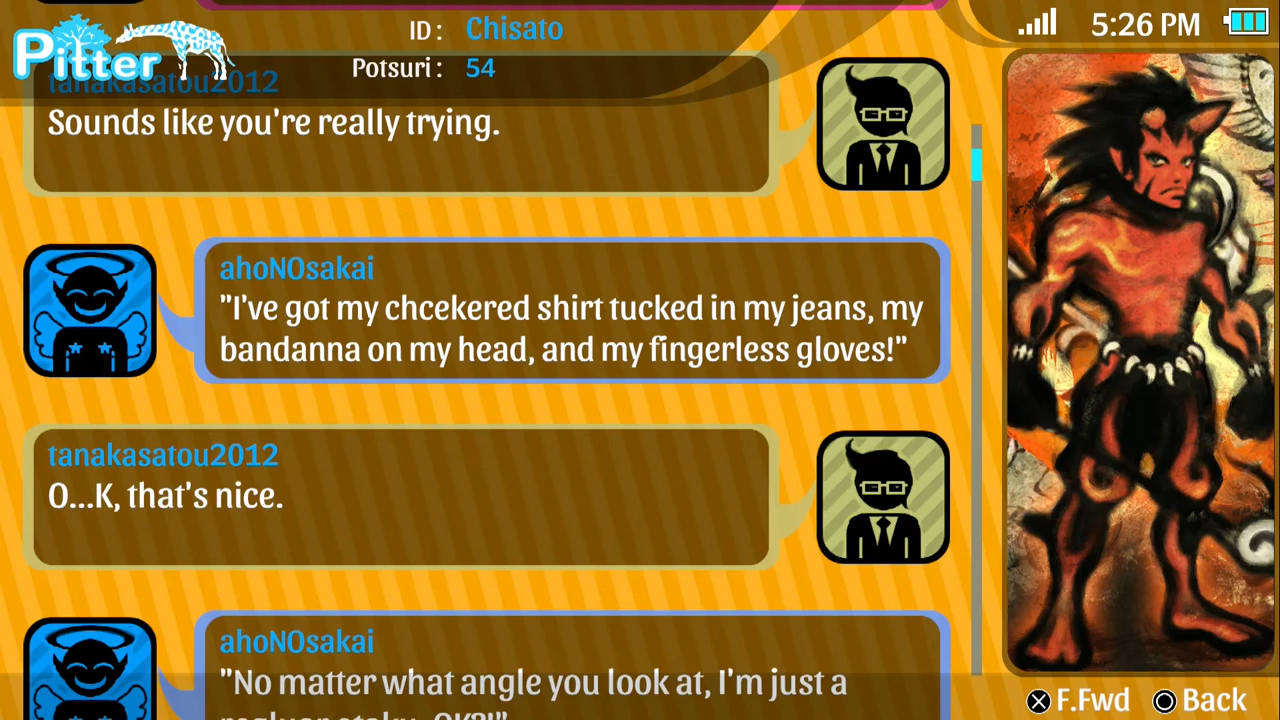 Pitter
ID: Chisato
Potsuri: 54
5:26 PM
tanakasatou2012
Sounds like you're really trying.
ahoNOsakai
"I've got my chcekered shirt tucked in my jeans, my
bandanna on my head, and my fingerless gloves!"
tanakasatou2012
O...K, that's nice.
ahoNOsakai
"No matter what angle you look at, I'm just a
otaku, OK?!"
F.Fwd
Back